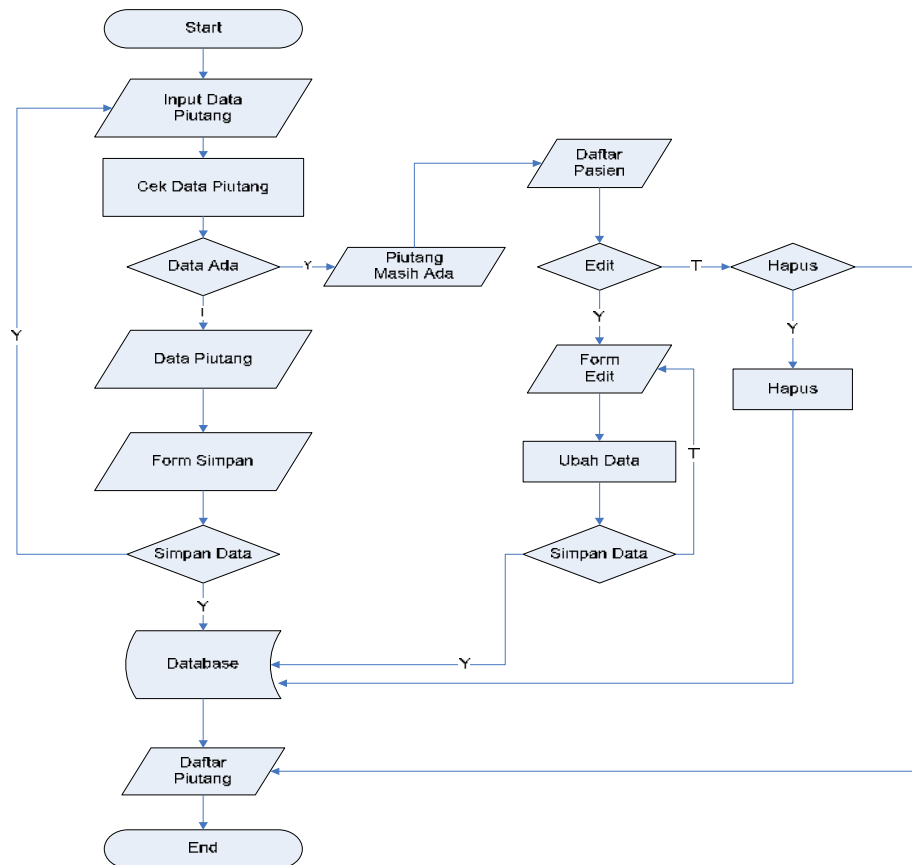 Start
Input Data
Piutang
Cek Data Piutang
Data Ada
Y
Piutang
Masih Ada
Daftar
Pasien
Edit
T
Hapus
Y
Y
Y
Data Piutang
Form
Edit
Hapus
Form Simpan
Ubah Data
T
Simpan Data
Simpan Data
Y
Database
Y
Daftar
Piutang
End